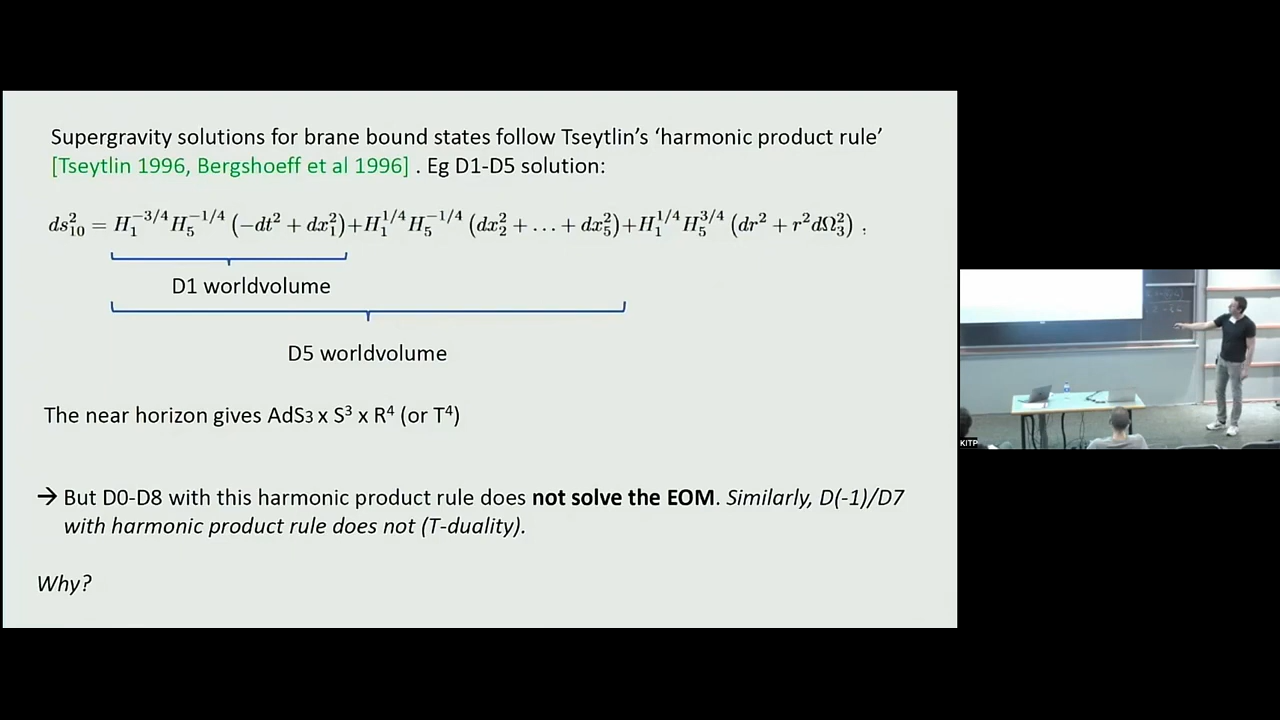 Supergravity solutions for brane bound states follow Tseytlin's 'harmonic product rule'
[Tseytlin 1996, Bergshoeff et al 1996] . Eg D1-D5 solution:
ds²₁₀ = H₁^{-3/4} H₅^{-1/4} (−dt² + dx₁²) + H₁^{1/4} H₅^{-1/4} (dx₂² + … + dx₅²) + H₁^{1/4} H₅^{3/4} (dr² + r²dΩ₃²) ,
D1 worldvolume
D5 worldvolume
The near horizon gives AdS3 x S³ x R⁴ (or T⁴)
→ But D0-D8 with this harmonic product rule does not solve the EOM. Similarly, D(-1)/D7
with harmonic product rule does not (T-duality).
Why?
KITP